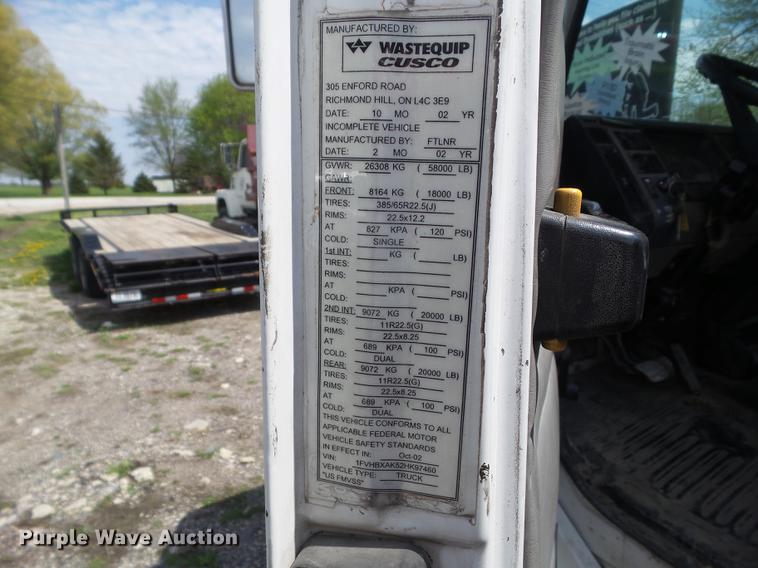 MANUFACTURED BY:
WASTEQUIP
CUSCO
305 ENFORD ROAD
RICHMOND HILL, ON L4C 3E9
DATE: 10 MO 02 YR
INCOMPLETE VEHICLE
MANUFACTURED BY: FTLNR
DATE: 2 MO 02 YR
GVWR: 26308 KG ( 58000 LB)
GAWR:
FRONT: 8164 KG ( 18000 LB)
TIRES: 385/65R22.5(J)
RIMS: 22.5x12.2
AT 827 KPA ( 120 PSI)
COLD: SINGLE
1st INT: KG ( LB)
TIRES:
RIMS:
AT KPA ( PSI)
COLD:
2ND INT: 9072 KG ( 20000 LB)
TIRES: 11R22.5(G)
RIMS: 22.5x8.25
AT 689 KPA ( 100 PSI)
COLD: DUAL
REAR: 9072 KG ( 20000 LB)
TIRES: 11R22.5(G)
RIMS: 22.5x8.25
AT 689 KPA ( 100 PSI)
COLD: DUAL
THIS VEHICLE CONFORMS TO ALL
APPLICABLE FEDERAL MOTOR
VEHICLE SAFETY STANDARDS
IN EFFECT IN: Oct-02
VIN: 1FVHBXAK52HK97460
VEHICLE TYPE: TRUCK
"US FMVSS"
Purple Wave Auction